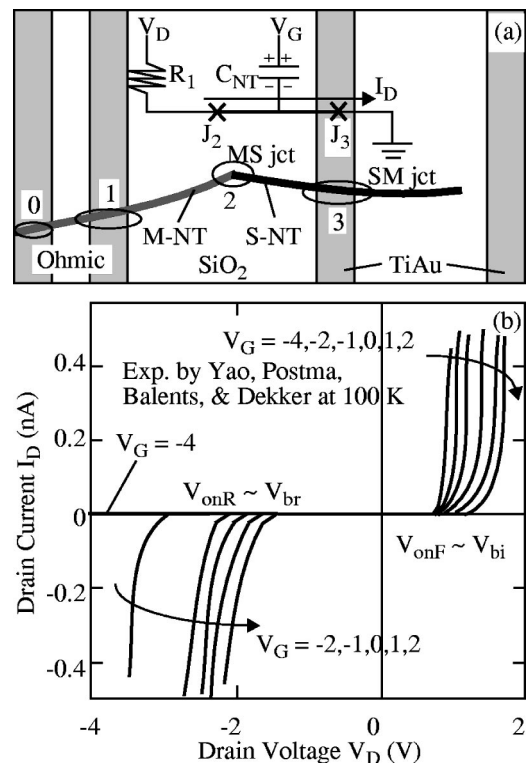 (a)
V_D
V_G
R_1
C_NT
++
--
I_D
J_2
J_3
MS jct
SM jct
0
1
2
3
M-NT
S-NT
Ohmic
SiO_2
TiAu
(b)
V_G = -4,-2,-1,0,1,2
Exp. by Yao, Postma,
Balents, & Dekker at 100 K
V_G = -4
V_onR ~ V_br
V_onF ~ V_bi
V_G = -2,-1,0,1,2
0.4
0.2
0
-0.2
-0.4
Drain Current I_D (nA)
-4
-2
0
2
Drain Voltage V_D (V)